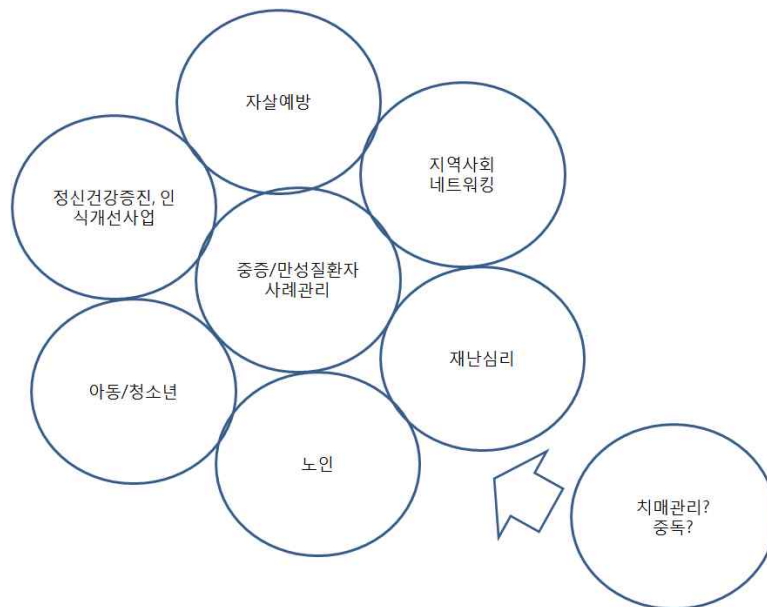 자살예방
지역사회
네트워킹
정신건강증진, 인
식개선사업
중증/만성질환자
사례관리
재난심리
아동/청소년
노인
치매관리?
중독?